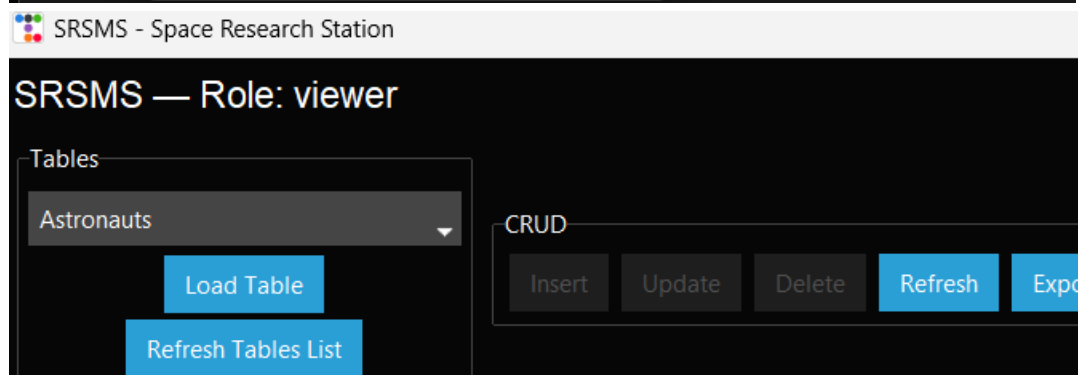 SRSMS - Space Research Station
SRSMS — Role: viewer
Tables
Astronauts
Load Table
Refresh Tables List
CRUD
Insert Update Delete Refresh Expo